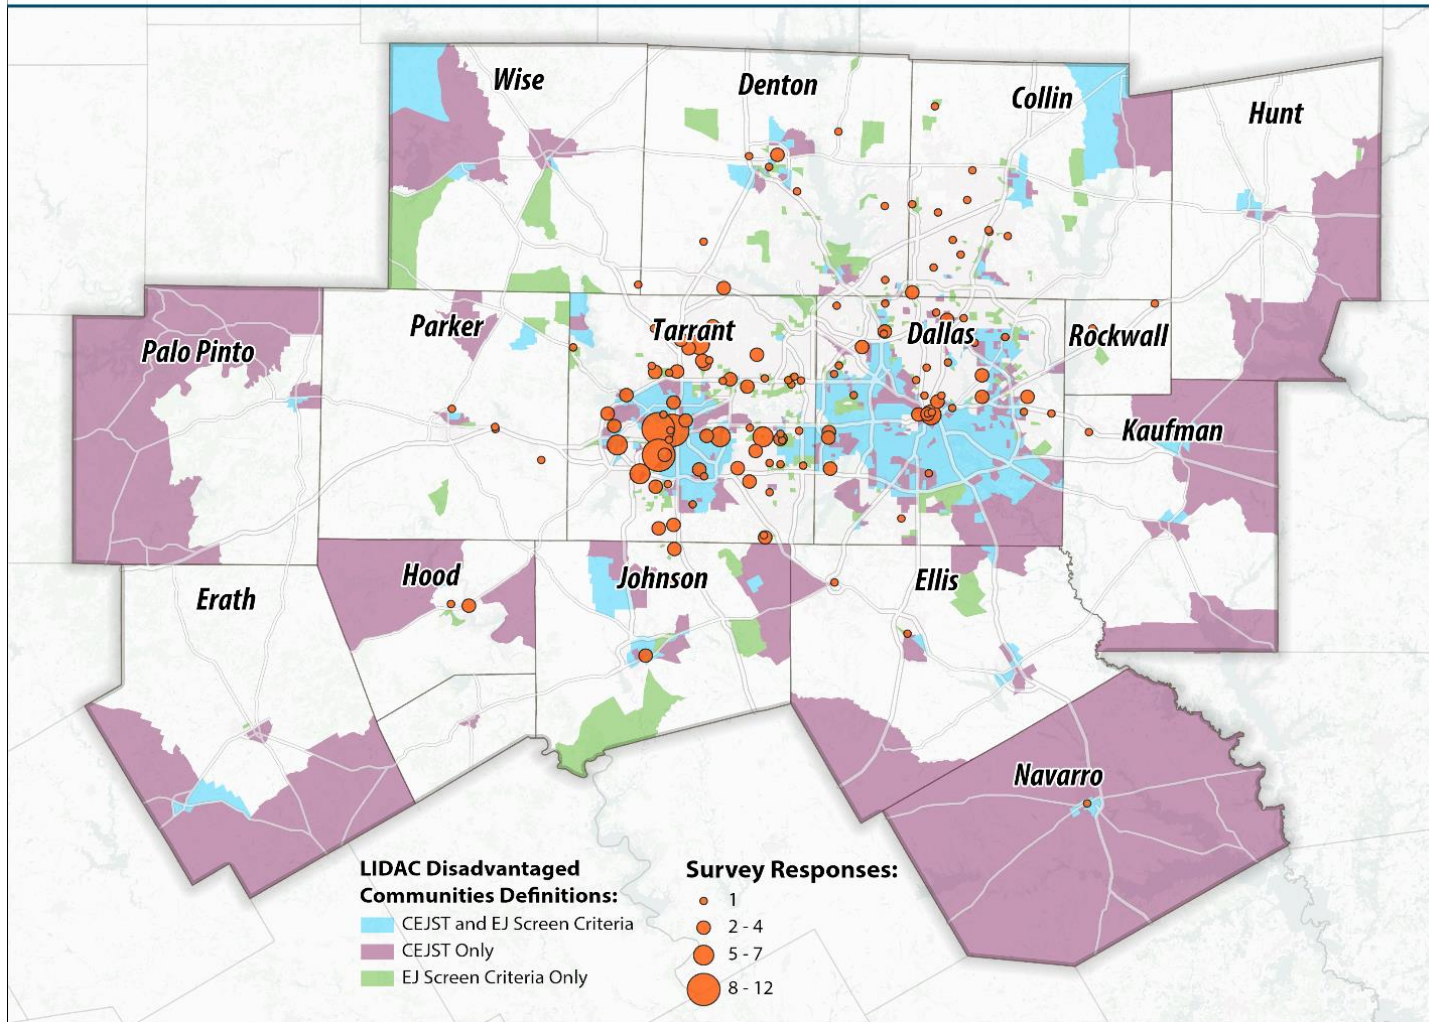 Wise
Denton
Collin
Hunt
Palo Pinto
Parker
Tarrant
Dallas
Rockwall
Kaufman
Erath
Hood
Johnson
Ellis
Navarro
LIDAC Disadvantaged
Communities Definitions:
CEJST and EJ Screen Criteria
CEJST Only
EJ Screen Criteria Only
Survey Responses:
1
2 - 4
5 - 7
8 - 12